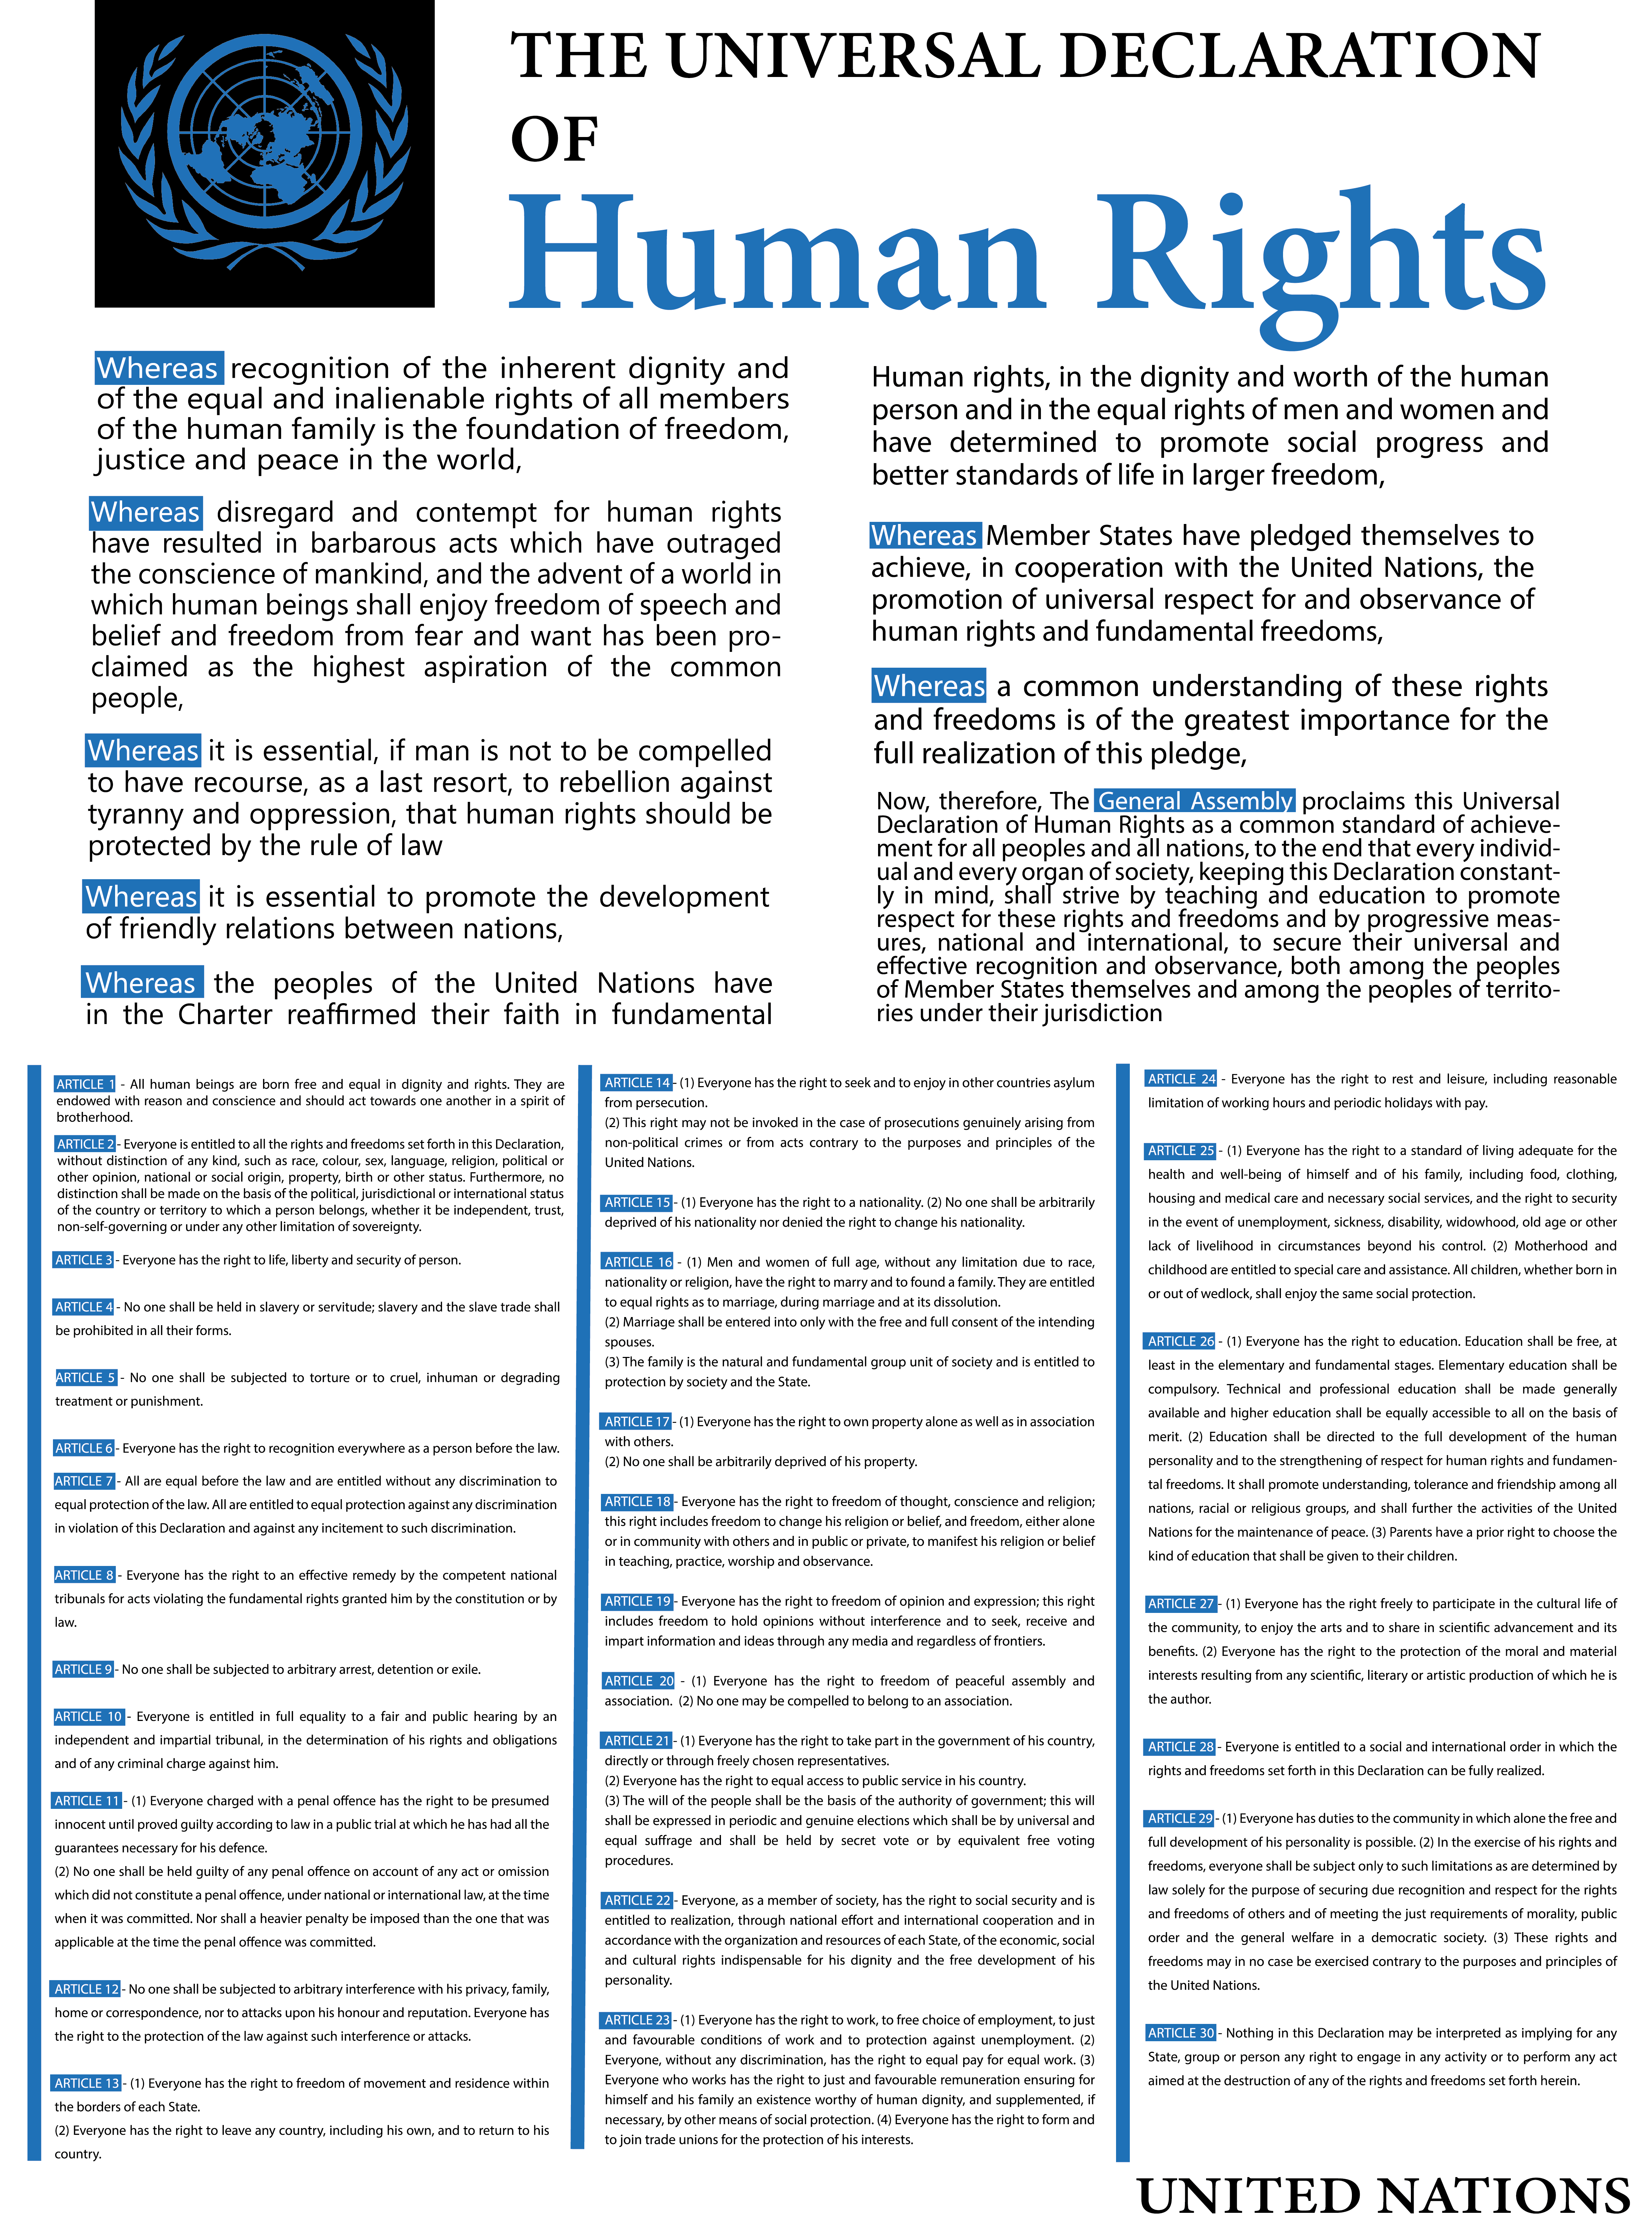 THE UNIVERSAL DECLARATION
OF
Human Rights
Whereas recognition of the inherent dignity and
of the equal and inalienable rights of all members
of the human family is the foundation of freedom,
justice and peace in the world,
Whereas disregard and contempt for human rights
have resulted in barbarous acts which have outraged
the conscience of mankind, and the advent of a world in
which human beings shall enjoy freedom of speech and
belief and freedom from fear and want has been pro-
claimed as the highest aspiration of the common
people,
Whereas it is essential, if man is not to be compelled
to have recourse, as a last resort, to rebellion against
tyranny and oppression, that human rights should be
protected by the rule of law
Whereas it is essential to promote the development
of friendly relations between nations,
Whereas the peoples of the United Nations have
in the Charter reaffirmed their faith in fundamental
Human rights, in the dignity and worth of the human
person and in the equal rights of men and women and
have determined to promote social progress and
better standards of life in larger freedom,
Whereas Member States have pledged themselves to
achieve, in cooperation with the United Nations, the
promotion of universal respect for and observance of
human rights and fundamental freedoms,
Whereas a common understanding of these rights
and freedoms is of the greatest importance for the
full realization of this pledge,
Now, therefore, The General Assembly proclaims this Universal
Declaration of Human Rights as a common standard of achieve-
ment for all peoples and all nations, to the end that every individ-
ual and every organ of society, keeping this Declaration constant-
ly in mind, shall strive by teaching and education to promote
respect for these rights and freedoms and by progressive meas-
ures, national and international, to secure their universal and
effective recognition and observance, both among the peoples
of Member States themselves and among the peoples of territo-
ries under their jurisdiction
ARTICLE 1 - All human beings are born free and equal in dignity and rights. They are
endowed with reason and conscience and should act towards one another in a spirit of
brotherhood.
ARTICLE 2 - Everyone is entitled to all the rights and freedoms set forth in this Declaration,
without distinction of any kind, such as race, colour, sex, language, religion, political or
other opinion, national or social origin, property, birth or other status. Furthermore, no
distinction shall be made on the basis of the political, jurisdictional or international status
of the country or territory to which a person belongs, whether it be independent, trust,
non-self-governing or under any other limitation of sovereignty.
ARTICLE 3 - Everyone has the right to life, liberty and security of person.
ARTICLE 4 - No one shall be held in slavery or servitude; slavery and the slave trade shall
be prohibited in all their forms.
ARTICLE 5 - No one shall be subjected to torture or to cruel, inhuman or degrading
treatment or punishment.
ARTICLE 6 - Everyone has the right to recognition everywhere as a person before the law.
ARTICLE 7 - All are equal before the law and are entitled without any discrimination to
equal protection of the law. All are entitled to equal protection against any discrimination
in violation of this Declaration and against any incitement to such discrimination.
ARTICLE 8 - Everyone has the right to an effective remedy by the competent national
tribunals for acts violating the fundamental rights granted him by the constitution or by
law.
ARTICLE 9 - No one shall be subjected to arbitrary arrest, detention or exile.
ARTICLE 10 - Everyone is entitled in full equality to a fair and public hearing by an
independent and impartial tribunal, in the determination of his rights and obligations
and of any criminal charge against him.
ARTICLE 11 - (1) Everyone charged with a penal offence has the right to be presumed
innocent until proved guilty according to law in a public trial at which he has had all the
guarantees necessary for his defence.
(2) No one shall be held guilty of any penal offence on account of any act or omission
which did not constitute a penal offence, under national or international law, at the time
when it was committed. Nor shall a heavier penalty be imposed than the one that was
applicable at the time the penal offence was committed.
ARTICLE 12 - No one shall be subjected to arbitrary interference with his privacy, family,
home or correspondence, nor to attacks upon his honour and reputation. Everyone has
the right to the protection of the law against such interference or attacks.
ARTICLE 13 - (1) Everyone has the right to freedom of movement and residence within
the borders of each State.
(2) Everyone has the right to leave any country, including his own, and to return to his
country.
ARTICLE 14 - (1) Everyone has the right to seek and to enjoy in other countries asylum
from persecution.
(2) This right may not be invoked in the case of prosecutions genuinely arising from
non-political crimes or from acts contrary to the purposes and principles of the
United Nations.
ARTICLE 15 - (1) Everyone has the right to a nationality. (2) No one shall be arbitrarily
deprived of his nationality nor denied the right to change his nationality.
ARTICLE 16 - (1) Men and women of full age, without any limitation due to race,
nationality or religion, have the right to marry and to found a family. They are entitled
to equal rights as to marriage, during marriage and at its dissolution.
(2) Marriage shall be entered into only with the free and full consent of the intending
spouses.
(3) The family is the natural and fundamental group unit of society and is entitled to
protection by society and the State.
ARTICLE 17 - (1) Everyone has the right to own property alone as well as in association
with others.
(2) No one shall be arbitrarily deprived of his property.
ARTICLE 18 - Everyone has the right to freedom of thought, conscience and religion;
this right includes freedom to change his religion or belief, and freedom, either alone
or in community with others and in public or private, to manifest his religion or belief
in teaching, practice, worship and observance.
ARTICLE 19 - Everyone has the right to freedom of opinion and expression; this right
includes freedom to hold opinions without interference and to seek, receive and
impart information and ideas through any media and regardless of frontiers.
ARTICLE 20 - (1) Everyone has the right to freedom of peaceful assembly and
association. (2) No one may be compelled to belong to an association.
ARTICLE 21 - (1) Everyone has the right to take part in the government of his country,
directly or through freely chosen representatives.
(2) Everyone has the right to equal access to public service in his country.
(3) The will of the people shall be the basis of the authority of government; this will
shall be expressed in periodic and genuine elections which shall be by universal and
equal suffrage and shall be held by secret vote or by equivalent free voting
procedures.
ARTICLE 22 - Everyone, as a member of society, has the right to social security and is
entitled to realization, through national effort and international cooperation and in
accordance with the organization and resources of each State, of the economic, social
and cultural rights indispensable for his dignity and the free development of his
personality.
ARTICLE 23 - (1) Everyone has the right to work, to free choice of employment, to just
and favourable conditions of work and to protection against unemployment. (2)
Everyone, without any discrimination, has the right to equal pay for equal work. (3)
Everyone who works has the right to just and favourable remuneration ensuring for
himself and his family an existence worthy of human dignity, and supplemented, if
necessary, by other means of social protection. (4) Everyone has the right to form and
to join trade unions for the protection of his interests.
ARTICLE 24 - Everyone has the right to rest and leisure, including reasonable
limitation of working hours and periodic holidays with pay.
ARTICLE 25 - (1) Everyone has the right to a standard of living adequate for the
health and well-being of himself and of his family, including food, clothing,
housing and medical care and necessary social services, and the right to security
in the event of unemployment, sickness, disability, widowhood, old age or other
lack of livelihood in circumstances beyond his control. (2) Motherhood and
childhood are entitled to special care and assistance. All children, whether born in
or out of wedlock, shall enjoy the same social protection.
ARTICLE 26 - (1) Everyone has the right to education. Education shall be free, at
least in the elementary and fundamental stages. Elementary education shall be
compulsory. Technical and professional education shall be made generally
available and higher education shall be equally accessible to all on the basis of
merit. (2) Education shall be directed to the full development of the human
personality and to the strengthening of respect for human rights and fundamen-
tal freedoms. It shall promote understanding, tolerance and friendship among all
nations, racial or religious groups, and shall further the activities of the United
Nations for the maintenance of peace. (3) Parents have a prior right to choose the
kind of education that shall be given to their children.
ARTICLE 27 - (1) Everyone has the right freely to participate in the cultural life of
the community, to enjoy the arts and to share in scientific advancement and its
benefits. (2) Everyone has the right to the protection of the moral and material
interests resulting from any scientific, literary or artistic production of which he is
the author.
ARTICLE 28 - Everyone is entitled to a social and international order in which the
rights and freedoms set forth in this Declaration can be fully realized.
ARTICLE 29 - (1) Everyone has duties to the community in which alone the free and
full development of his personality is possible. (2) In the exercise of his rights and
freedoms, everyone shall be subject only to such limitations as are determined by
law solely for the purpose of securing due recognition and respect for the rights
and freedoms of others and of meeting the just requirements of morality, public
order and the general welfare in a democratic society. (3) These rights and
freedoms may in no case be exercised contrary to the purposes and principles of
the United Nations.
ARTICLE 30 - Nothing in this Declaration may be interpreted as implying for any
State, group or person any right to engage in any activity or to perform any act
aimed at the destruction of any of the rights and freedoms set forth herein.
UNITED NATIONS